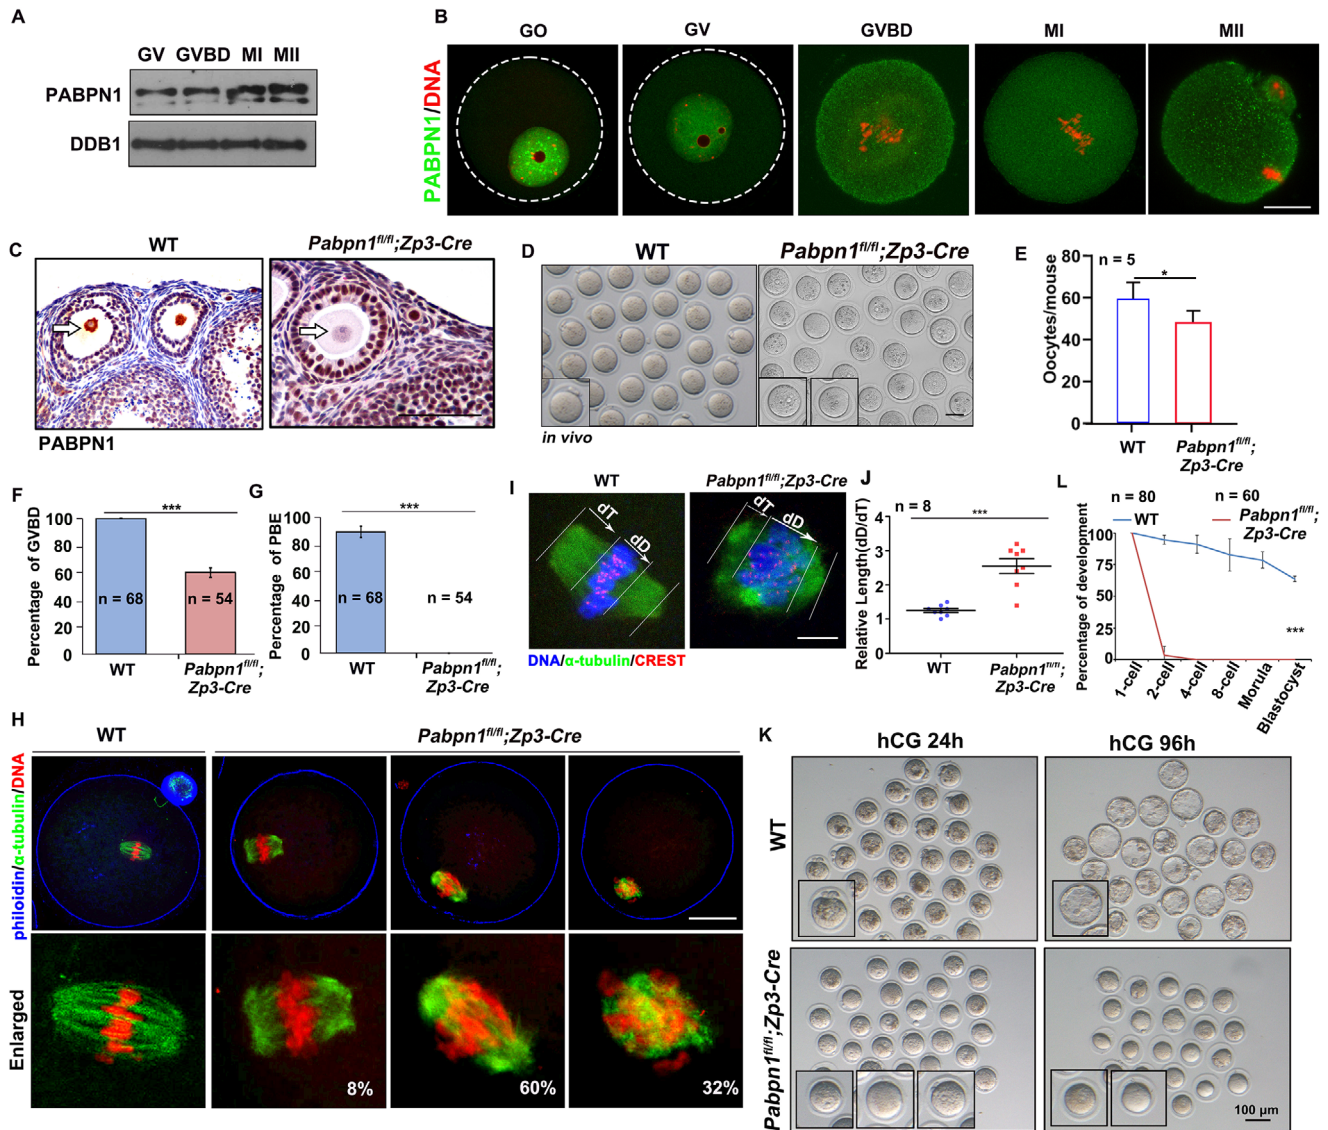 A
GV GVBD MI MII
PABPN1
DDB1
B
GO GV GVBD MI MII
PABPN1/DNA
C
WT Pabpn1fl/fl;Zp3-Cre
PABPN1
D
WT Pabpn1fl/fl;Zp3-Cre
in vivo
E
n = 5
*
Oocytes/mouse
80
60
40
20
0
WT Pabpn1fl/fl;
Zp3-Cre
F
***
Percentage of GVBD
100
80
60
40
20
0
n = 68 n = 54
WT Pabpn1fl/fl;
Zp3-Cre
G
***
Percentage of PBE
100
80
60
40
20
0
n = 68 n = 54
WT Pabpn1fl/fl;
Zp3-Cre
I
WT Pabpn1fl/fl;Zp3-Cre
dT dD
dT dD
DNA/α-tubulin/CREST
J
n = 8
***
Relative Length(dD/dT)
4
3
2
1
0
WT Pabpn1fl/fl;
Zp3-Cre
L
n = 80 n = 60
WT Pabpn1fl/fl;
Zp3-Cre
Percentage of development
100
75
50
25
0
***
1-cell
2-cell
4-cell
8-cell
Morula
Blastocyst
H
WT Pabpn1fl/fl;Zp3-Cre
philoidin/α-tubulin/DNA
Enlarged
8% 60% 32%
K
hCG 24h hCG 96h
WT
Pabpn1fl/fl;Zp3-Cre
100 µm